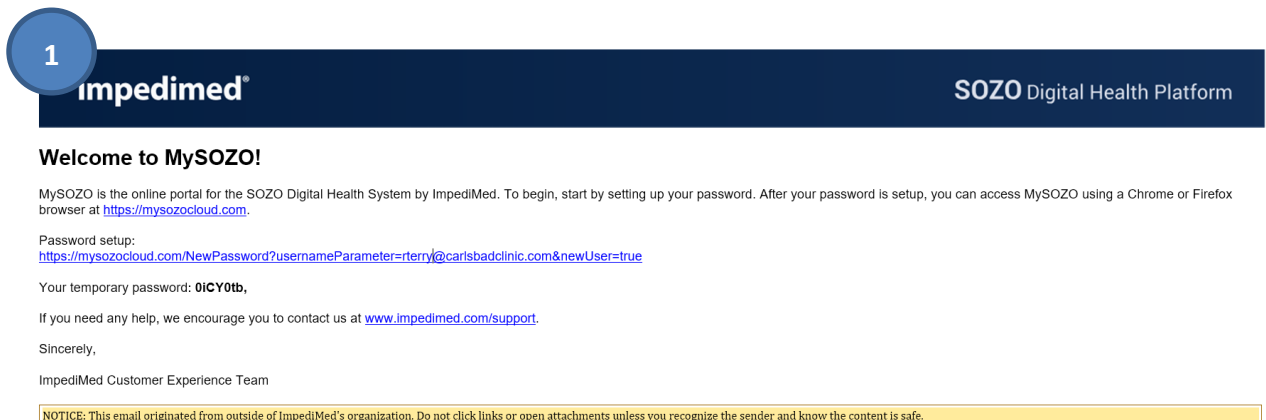 1
impedimed®
SOZO Digital Health Platform
Welcome to MySOZO!
MySOZO is the online portal for the SOZO Digital Health System by ImpediMed. To begin, start by setting up your password. After your password is setup, you can access MySOZO using a Chrome or Firefox
browser at https://mysozocloud.com.
Password setup:
https://mysozocloud.com/NewPassword?usernameParameter=rterry@carlsbadclinic.com&newUser=true
Your temporary password: 0iCY0tb,
If you need any help, we encourage you to contact us at www.impedimed.com/support.
Sincerely,
ImpediMed Customer Experience Team
NOTICE: This email originated from outside of ImpediMed's organization. Do not click links or open attachments unless you recognize the sender and know the content is safe.